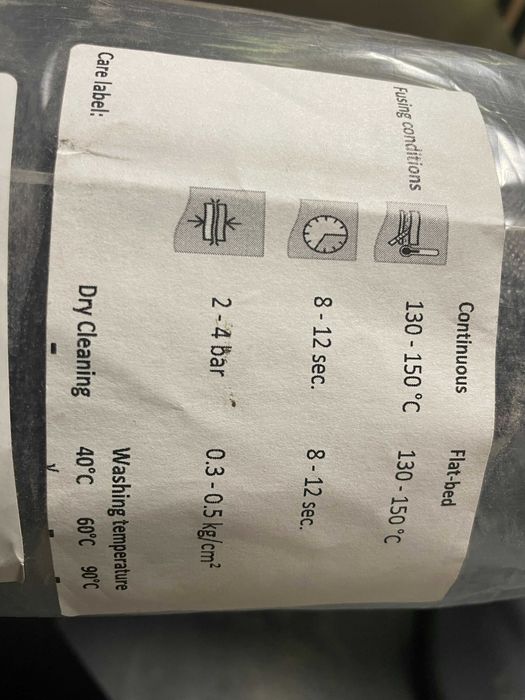 Continuous Flat-bed
Fusing conditions 130 - 150 °C 130 - 150 °C
8 - 12 sec. 8 - 12 sec.
2 - 4 bar 0.3 - 0.5 kg/cm²
Washing temperature
Care label: Dry Cleaning 40°C 60°C 90°C
- √ - -